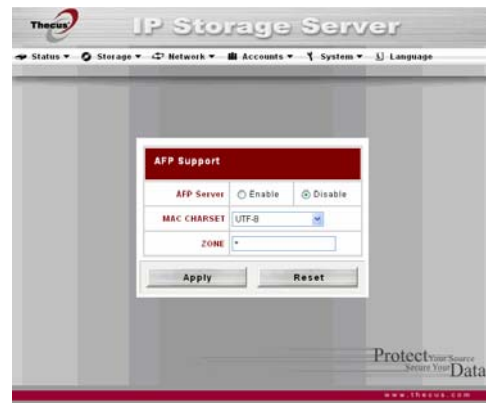 Thecus IP Storage Server
Status Storage Network Accounts System Language
AFP Support
AFP Server Enable Disable
MAC CHARSET UTF-8
ZONE *
Apply Reset
Protect Your Source
Secure Your Data
www.thecus.com